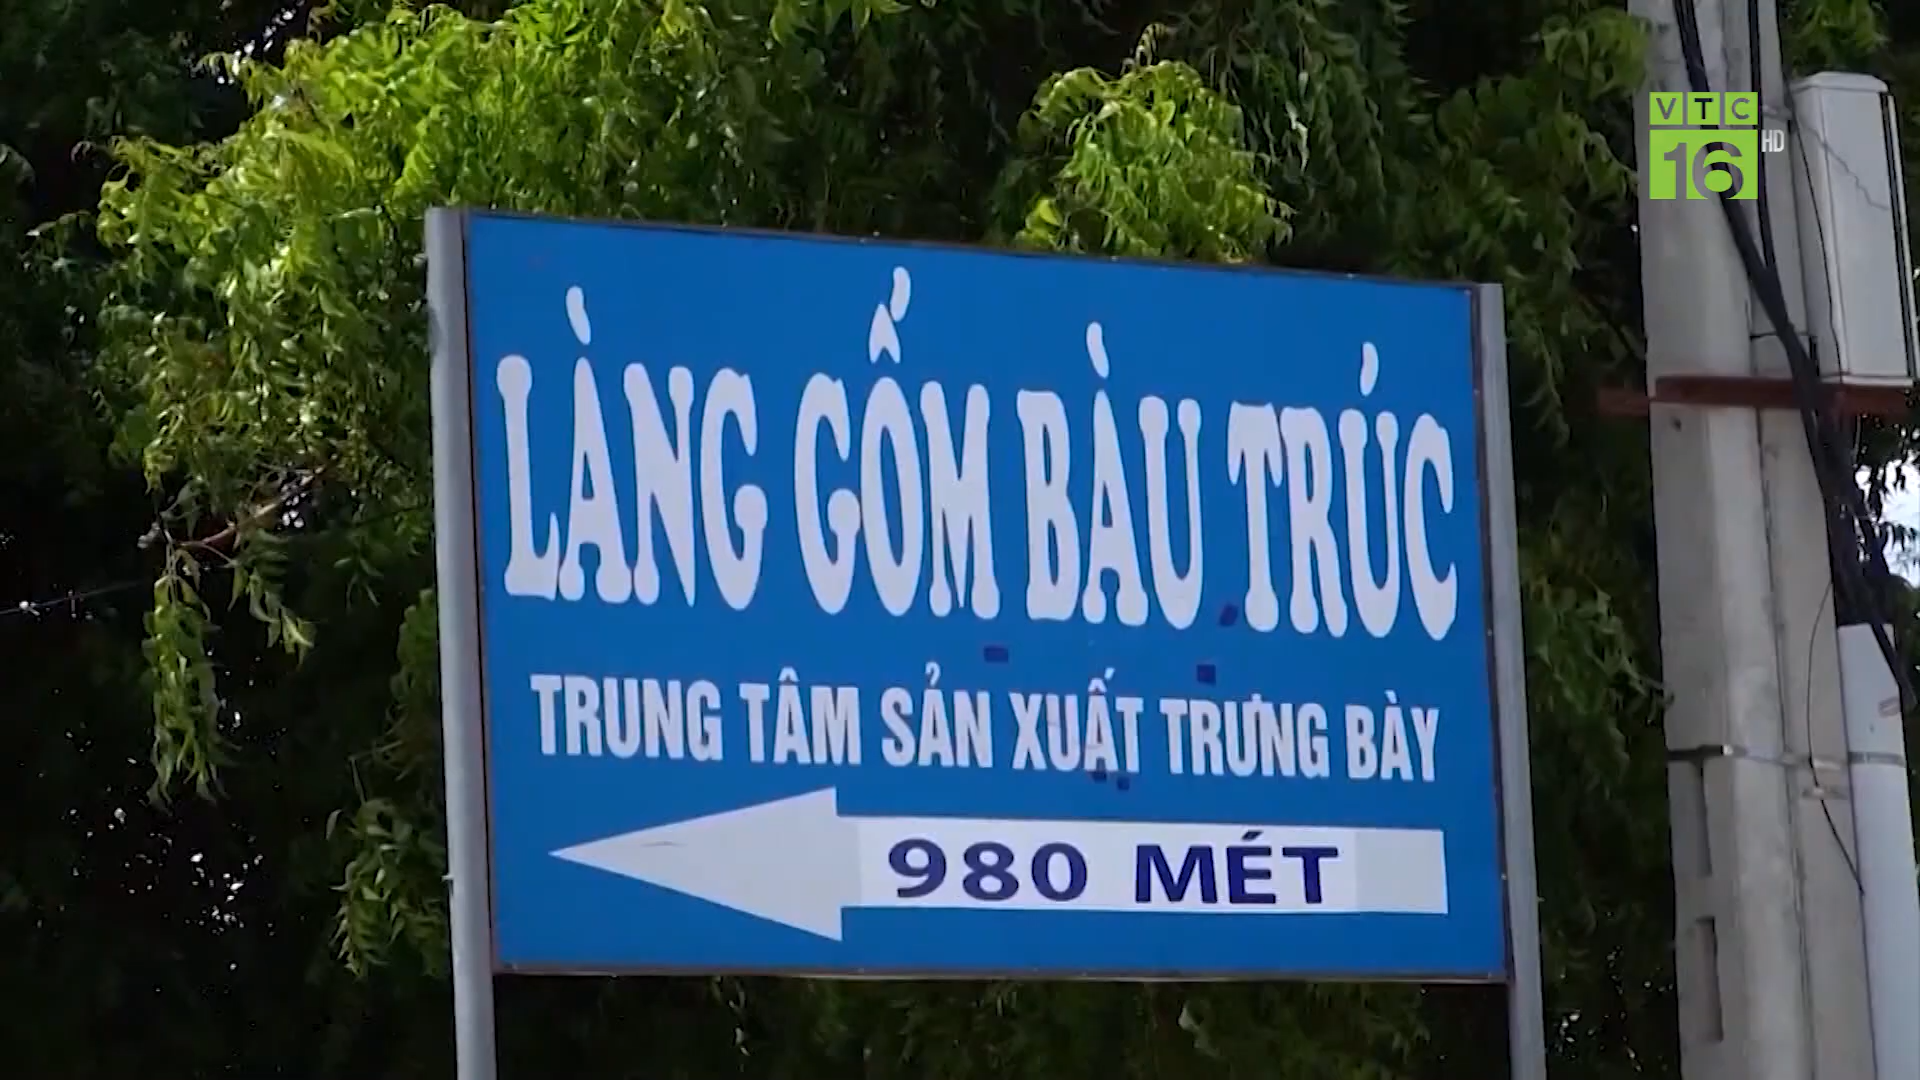 VTC
16 HD
LÀNG GỐM BÀU TRÚC
TRUNG TÂM SẢN XUẤT TRƯNG BÀY
980 MÉT